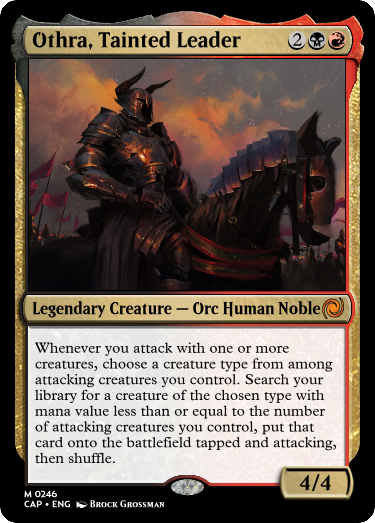 Othra, Tainted Leader 2
Legendary Creature — Orc Human Noble
Whenever you attack with one or more
creatures, choose a creature type from among
attacking creatures you control. Search your
library for a creature of the chosen type with
mana value less than or equal to the number
of attacking creatures you control, put that
card onto the battlefield tapped and attacking,
then shuffle.
4/4
M 0246
CAP • ENG Brock Grossman